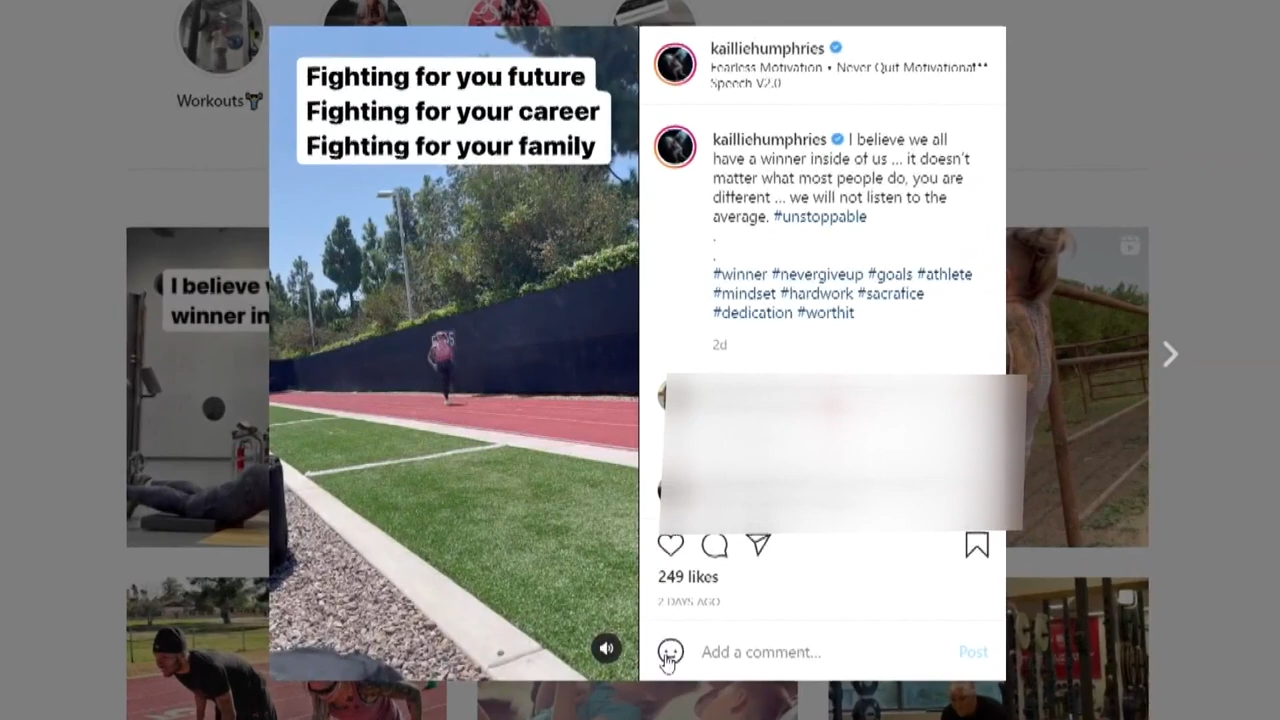 Workouts
Fighting for you future
Fighting for your career
Fighting for your family
I believe
winner in
kailliehumphries
Fearless Motivation • Never Quit Motivational
Speech V2.0
kailliehumphries I believe we all
have a winner inside of us ... it doesn't
matter what most people do, you are
different ... we will not listen to the
average. #unstoppable
.
.
#winner #nevergiveup #goals #athlete
#mindset #hardwork #sacrafice
#dedication #worthit
2d
249 likes
2 DAYS AGO
Add a comment...
Post